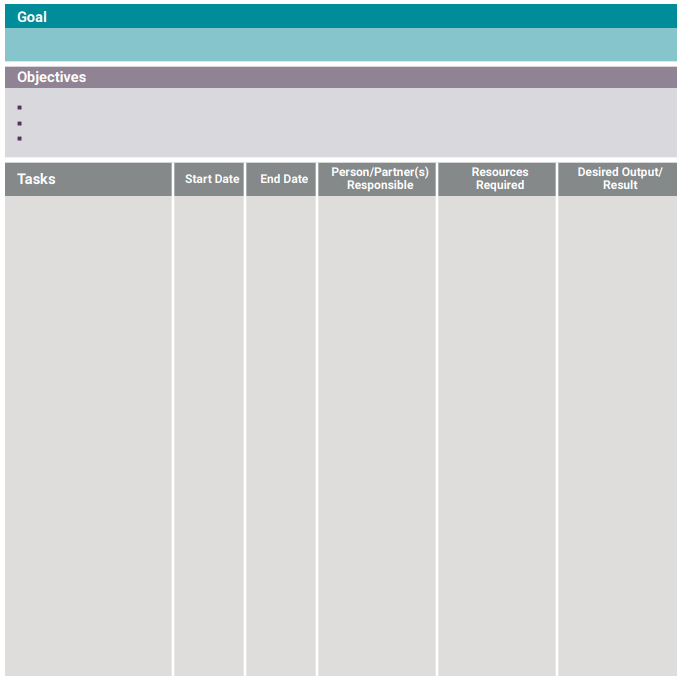 Goal
Objectives
Tasks
Start Date
End Date
Person/Partner(s)
Responsible
Resources
Required
Desired Output/
Result